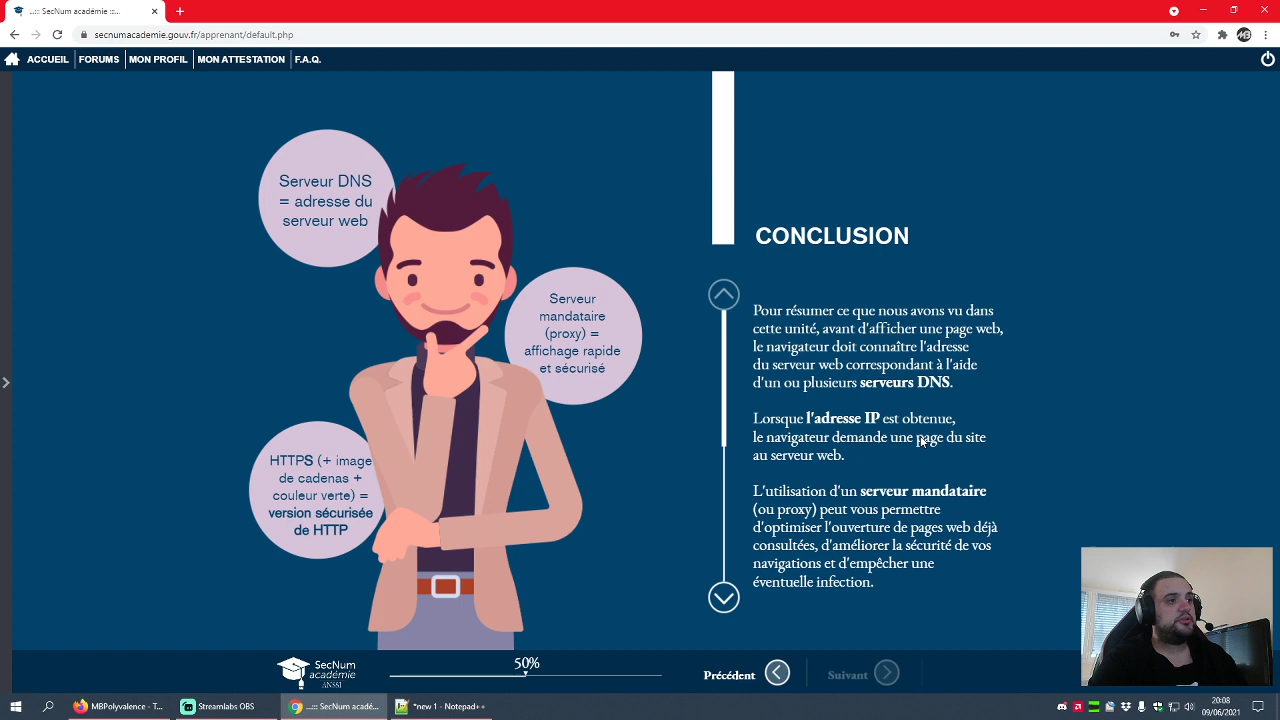 ..:: SecNum académie ::..
secnumacademie.gouv.fr/apprenant/default.php
ACCUEIL
FORUMS
MON PROFIL
MON ATTESTATION
F.A.Q.
Serveur DNS
= adresse du
serveur web
Serveur
mandataire
(proxy) =
affichage rapide
et sécurisé
HTTPS (+ image
de cadenas +
couleur verte) =
version sécurisée
de HTTP
CONCLUSION
Pour résumer ce que nous avons vu dans
cette unité, avant d'afficher une page web,
le navigateur doit connaître l'adresse
du serveur web correspondant à l'aide
d'un ou plusieurs serveurs DNS.
Lorsque l'adresse IP est obtenue,
le navigateur demande une page du site
au serveur web.
L'utilisation d'un serveur mandataire
(ou proxy) peut vous permettre
d'optimiser l'ouverture de pages web déjà
consultées, d'améliorer la sécurité de vos
navigations et d'empêcher une
éventuelle infection.
SecNum
académie
ANSSI
50%
Précédent
Suivant
MBPolyvalence - T...
Streamlabs OBS
..:: SecNum acadé...
*new 1 - Notepad++
20:08
09/06/2021